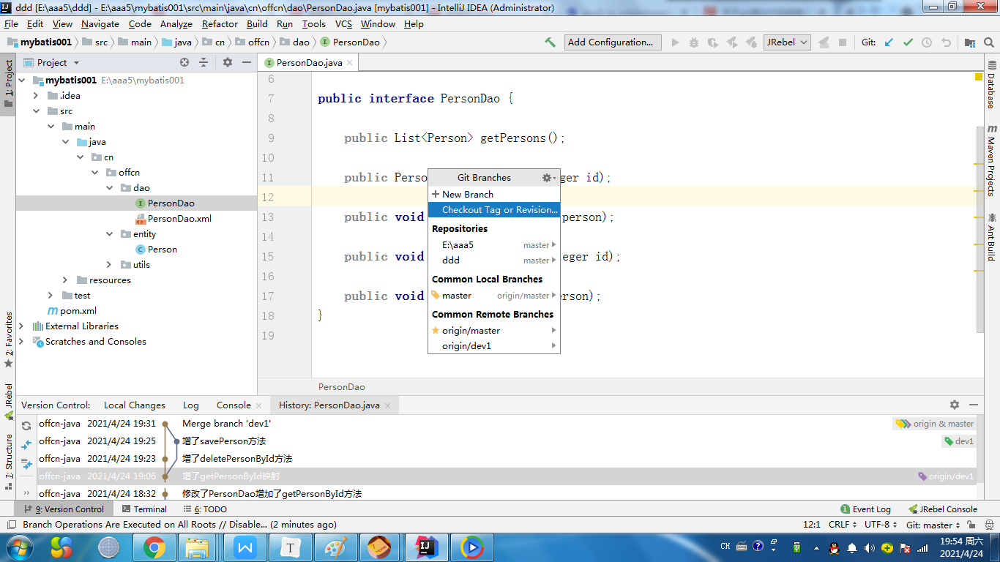 ddd [E:\aaa5\ddd] - E:\aaa5\mybatis001\src\main\java\cn\offcn\dao\PersonDao.java [mybatis001] - IntelliJ IDEA (Administrator)
File Edit View Navigate Code Analyze Refactor Build Run Tools VCS Window Help
mybatis001 src main java cn offcn dao PersonDao Add Configuration... JRebel Git:
1: Project
Project
mybatis001 E:\aaa5\mybatis001
.idea
src
main
java
cn
offcn
dao
PersonDao
PersonDao.xml
entity
Person
utils
resources
test
pom.xml
External Libraries
Scratches and Consoles
2: Favorites
JRebel
7: Structure
PersonDao.java
6
7 public interface PersonDao {
8
9 public List<Person> getPersons();
10
11 public Perso ger id);
12
13 public void person);
14
15 public void eger id);
16
17 public void erson);
18 }
19
PersonDao
Git Branches
New Branch
Checkout Tag or Revision...
Repositories
E:\aaa5 master
ddd master
Common Local Branches
master origin/master
Common Remote Branches
origin/master
origin/dev1
Database
Maven Projects
Ant Build
Version Control: Local Changes Log Console History: PersonDao.java
offcn-java 2021/4/24 19:31 Merge branch 'dev1' origin & master
offcn-java 2021/4/24 19:25 增了savePerson方法 dev1
offcn-java 2021/4/24 19:23 增了deletePersonById方法
offcn-java 2021/4/24 19:06 增了getPersonById映射 origin/dev1
offcn-java 2021/4/24 18:32 修改了PersonDao增加了getPersonById方法
9: Version Control Terminal 6: TODO 1 Event Log JRebel Console
Branch Operations Are Executed on All Roots // Disable... (2 minutes ago) 12:1 CRLF UTF-8 Git: master
CH 19:54 周六
2021/4/24